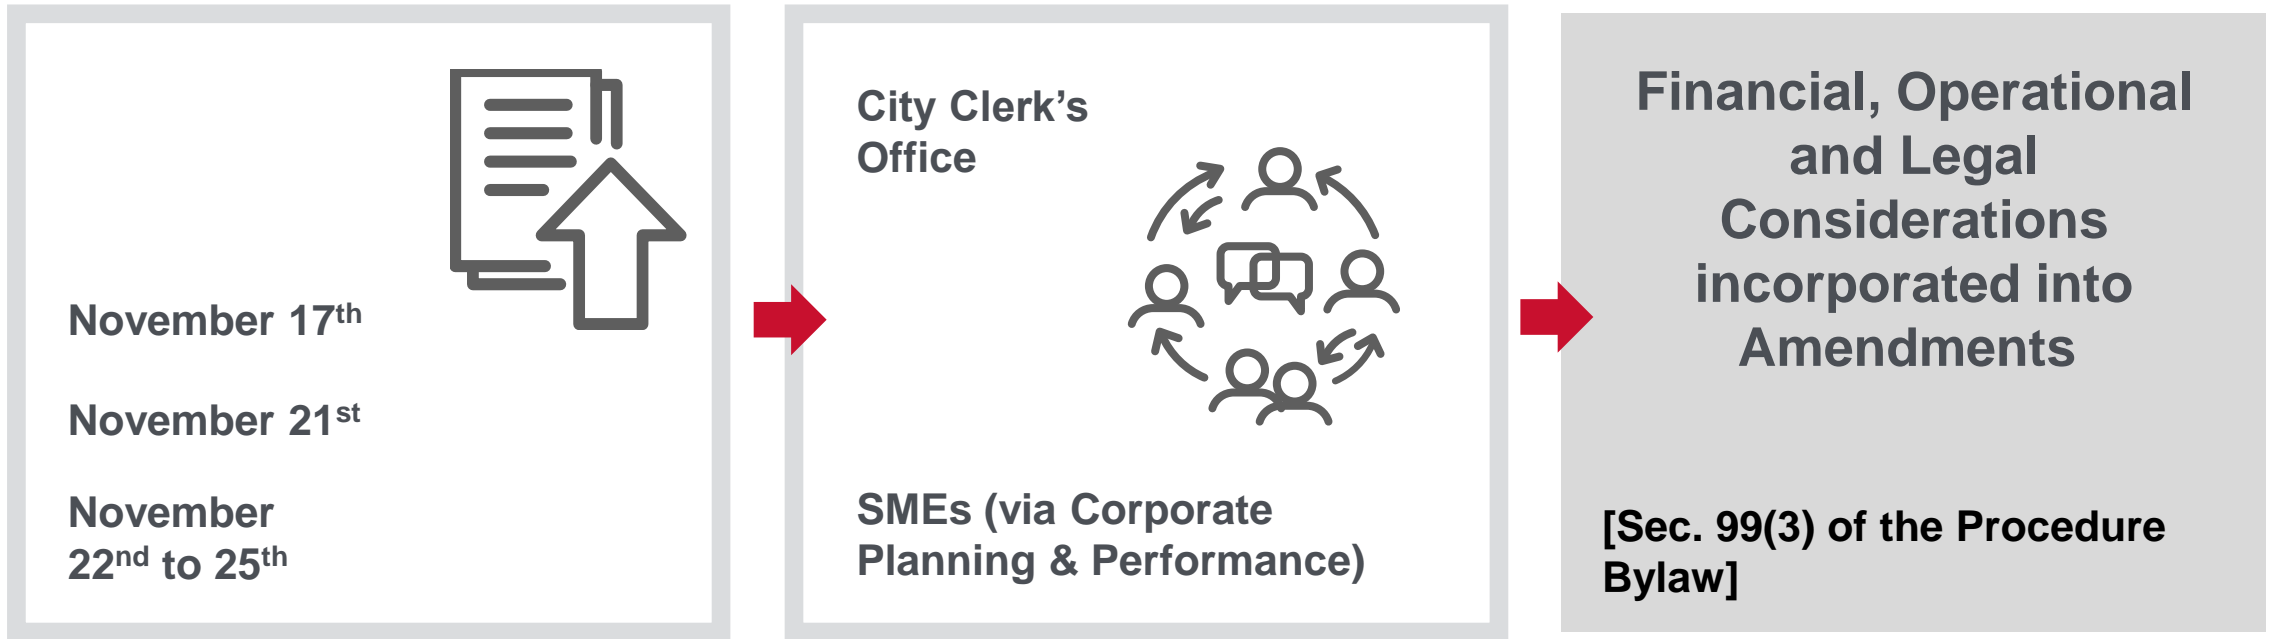 November 17th
November 21st
November
22nd to 25th
City Clerk’s
Office
SMEs (via Corporate
Planning & Performance)
Financial, Operational
and Legal
Considerations
incorporated into
Amendments
[Sec. 99(3) of the Procedure
Bylaw]